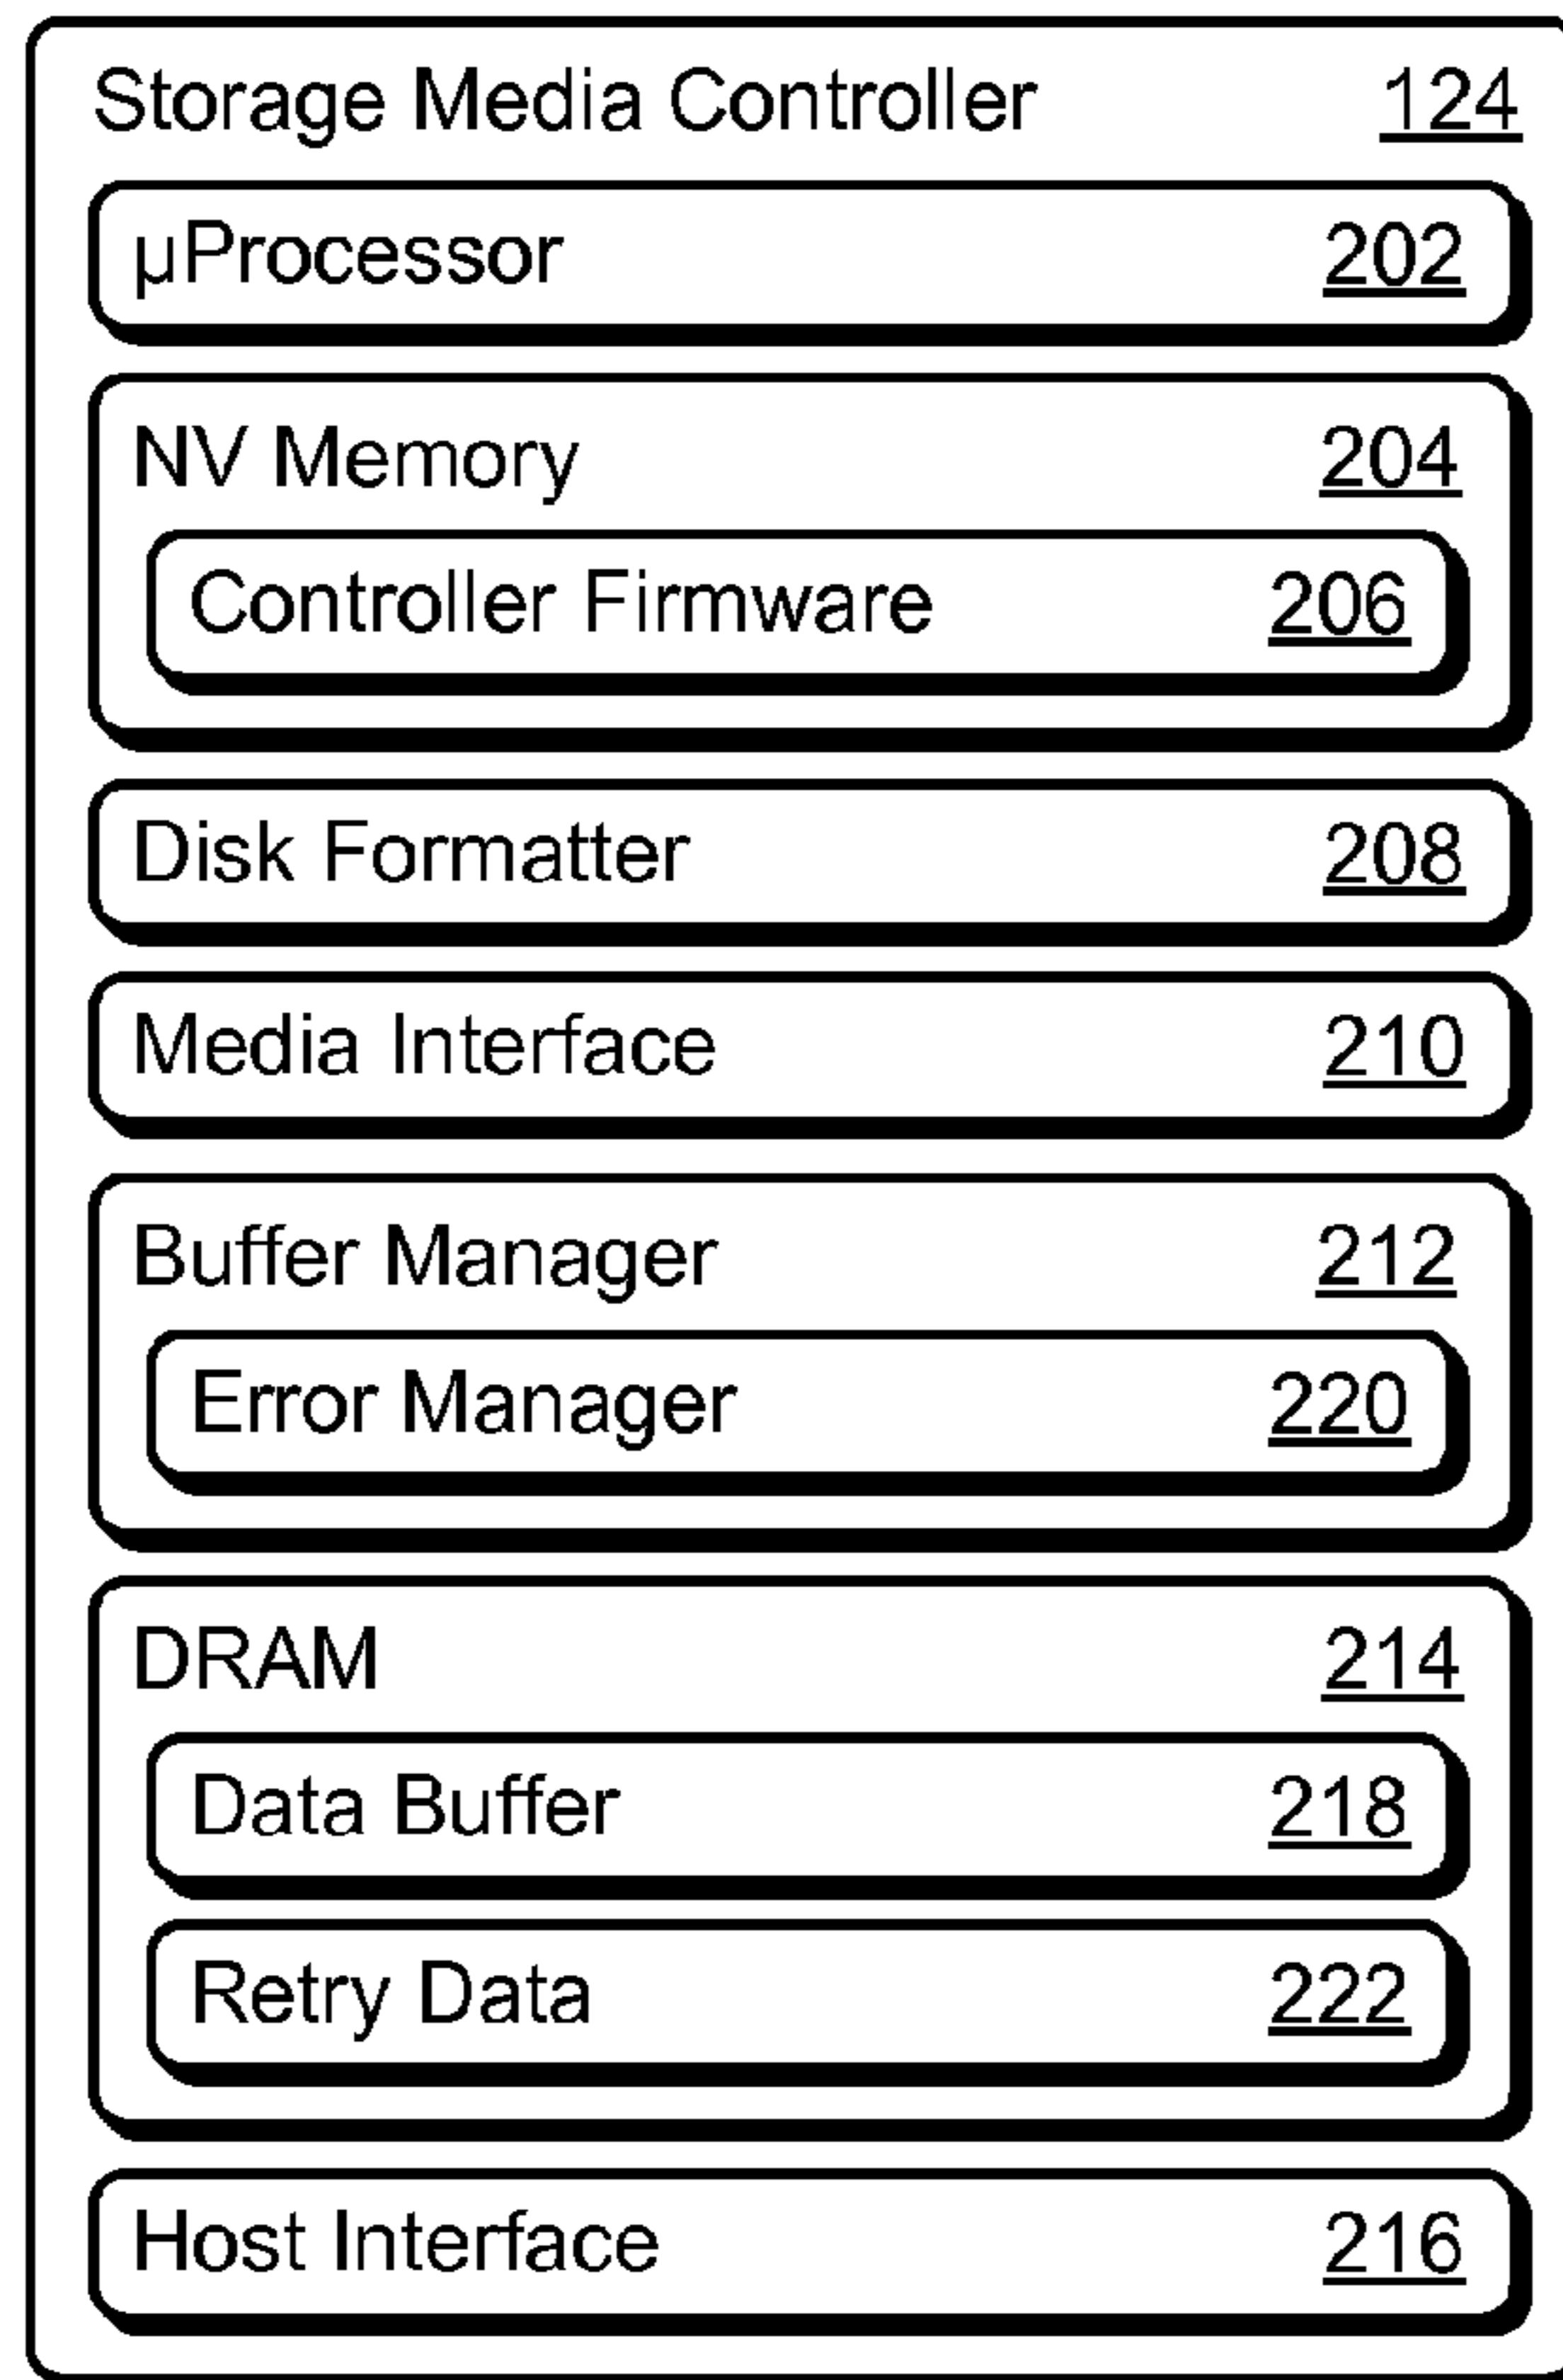 Storage Media Controller 124
µProcessor 202
NV Memory 204
Controller Firmware 206
Disk Formatter 208
Media Interface 210
Buffer Manager 212
Error Manager 220
DRAM 214
Data Buffer 218
Retry Data 222
Host Interface 216